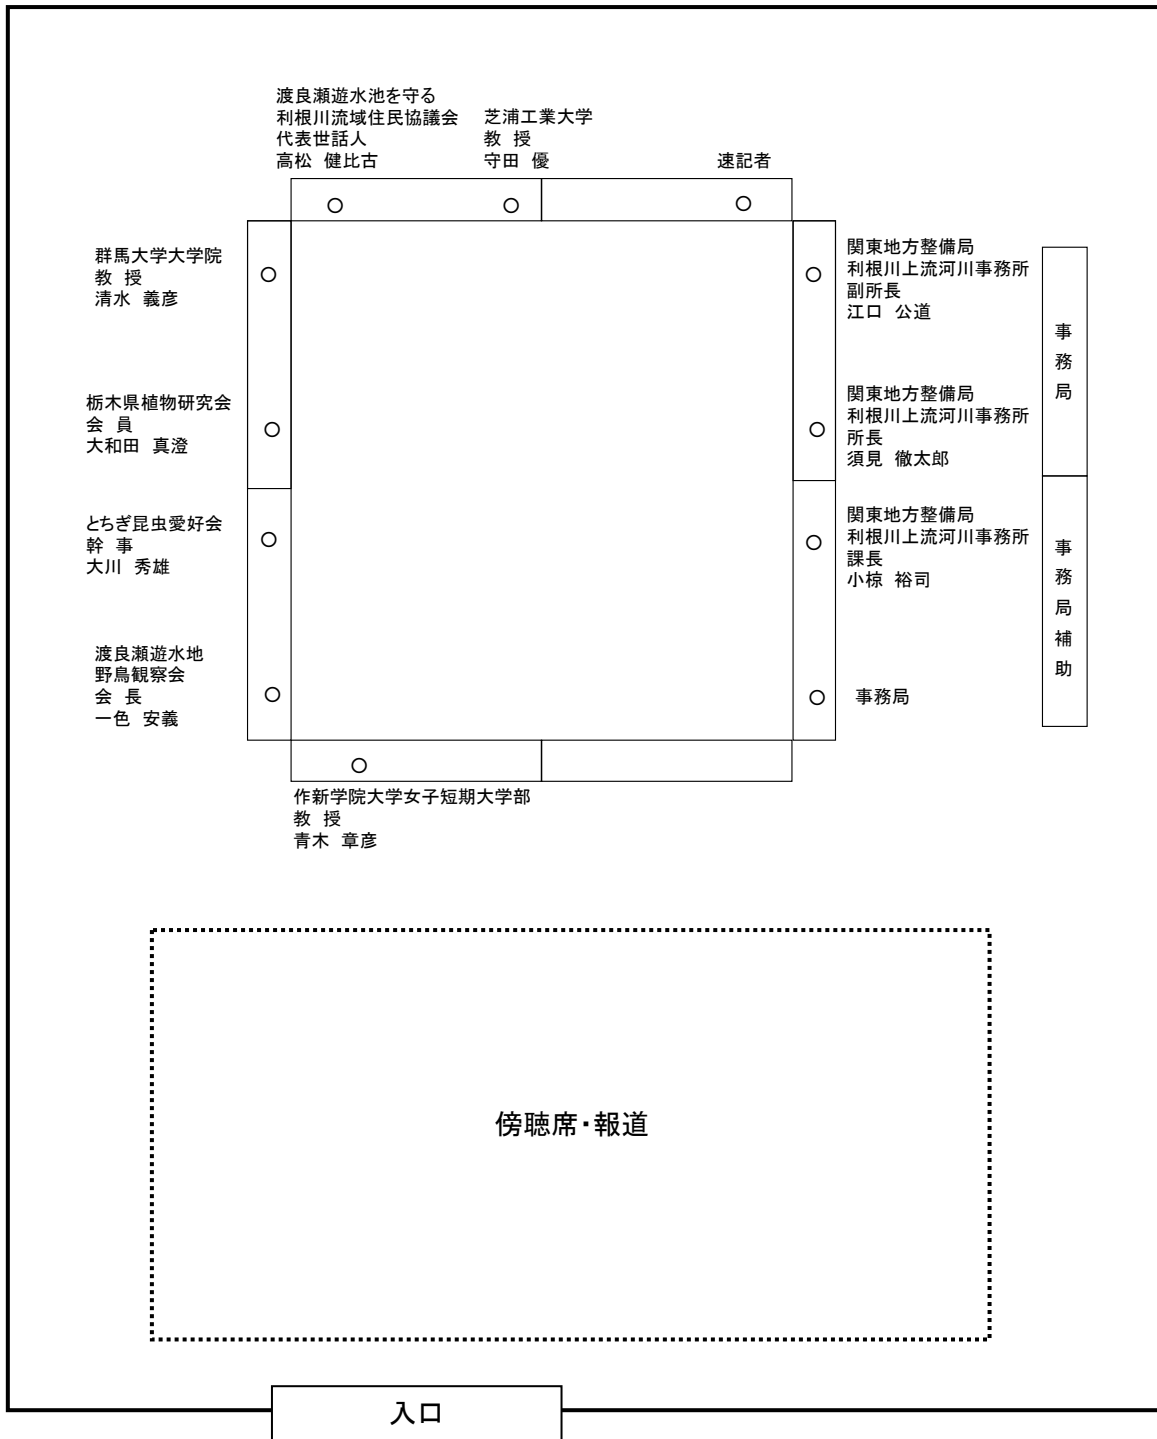 渡良瀬遊水池を守る
利根川流域住民協議会
代表世話人
高松 健比古
芝浦工業大学
教 授
守田 優
速記者
群馬大学大学院
教 授
清水 義彦
栃木県植物研究会
会 員
大和田 真澄
とちぎ昆虫愛好会
幹 事
大川 秀雄
渡良瀬遊水地
野鳥観察会
会 長
一色 安義
作新学院大学女子短期大学部
教 授
青木 章彦
関東地方整備局
利根川上流河川事務所
副所長
江口 公道
関東地方整備局
利根川上流河川事務所
所長
須見 徹太郎
関東地方整備局
利根川上流河川事務所
課長
小椋 裕司
事務局
事務局
事務局補助
傍聴席・報道
入口